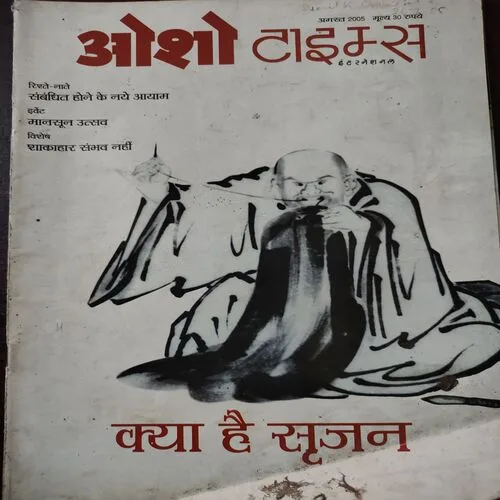 अगस्त 2005 मूल्य 30 रुपये
ओशो टाइम्स
इंटरनेशनल
रिश्ते-नाते
संबंधित होने के नये आयाम
इवेंट
मानसून उत्सव
विशेष
शाकाहार संभव नहीं
क्या है सृजन